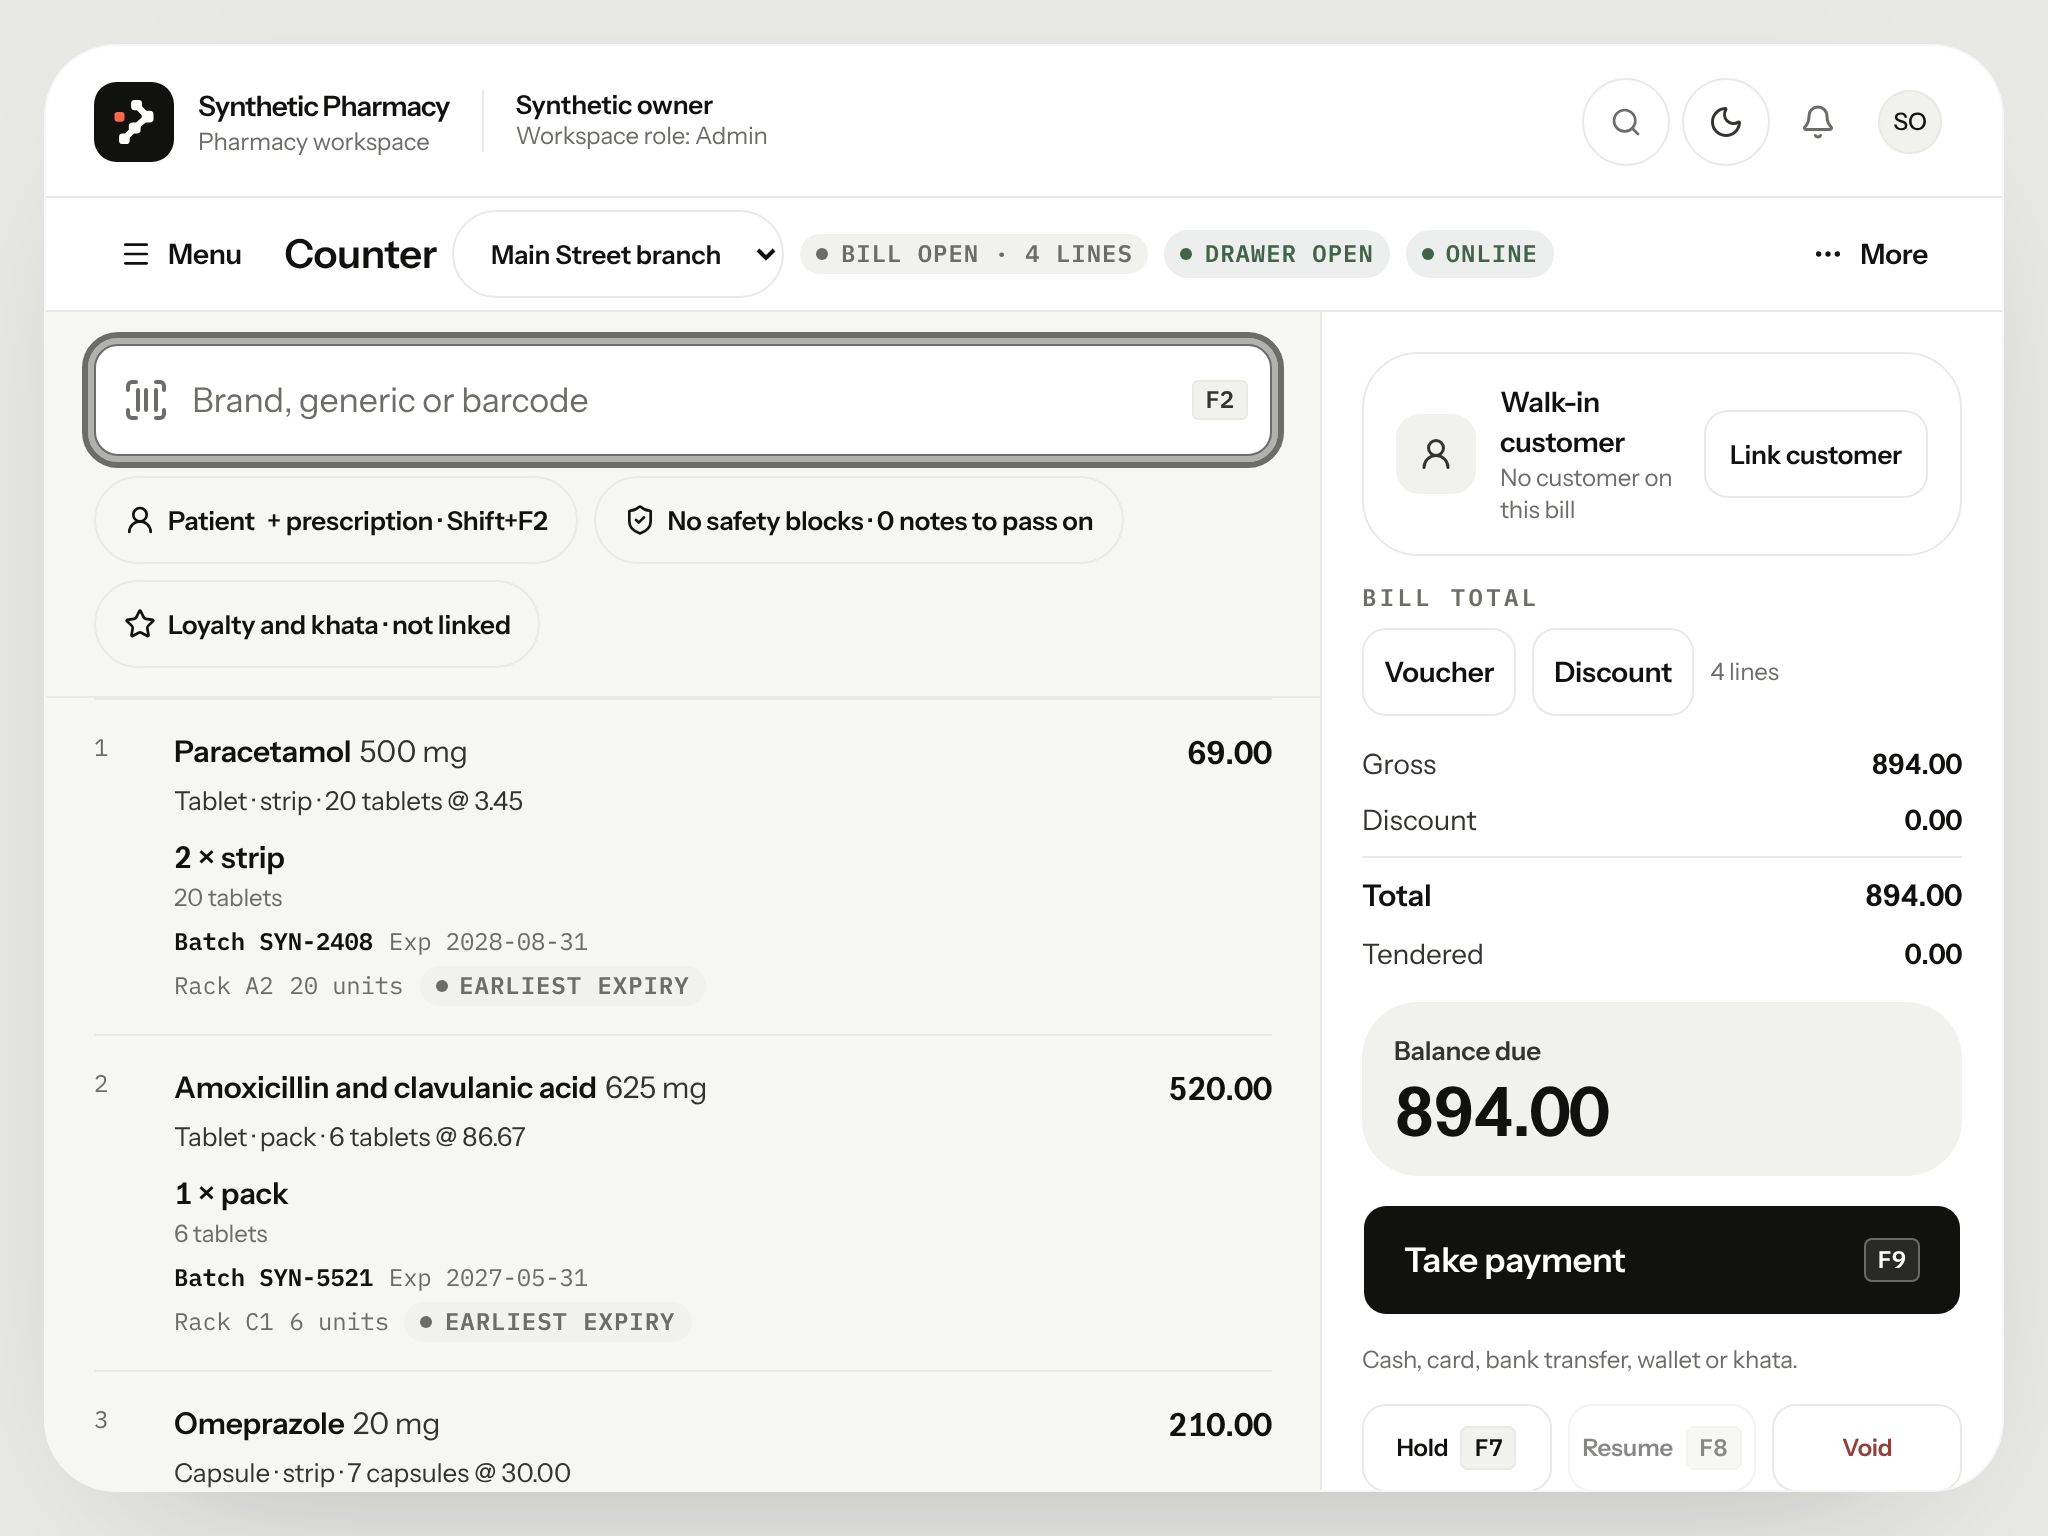 Synthetic Pharmacy
Pharmacy workspace
Synthetic owner
Workspace role: Admin
SO
Menu
Counter
Main Street branch
BILL OPEN · 4 LINES
DRAWER OPEN
ONLINE
More
Brand, generic or barcode
F2
Patient + prescription · Shift+F2
No safety blocks · 0 notes to pass on
Loyalty and khata · not linked
1
Paracetamol 500 mg
69.00
Tablet · strip · 20 tablets @ 3.45
2 × strip
20 tablets
Batch SYN-2408 Exp 2028-08-31
Rack A2 20 units
EARLIEST EXPIRY
2
Amoxicillin and clavulanic acid 625 mg
520.00
Tablet · pack · 6 tablets @ 86.67
1 × pack
6 tablets
Batch SYN-5521 Exp 2027-05-31
Rack C1 6 units
EARLIEST EXPIRY
3
Omeprazole 20 mg
210.00
Capsule · strip · 7 capsules @ 30.00
Walk-in
customer
No customer on
this bill
Link customer
BILL TOTAL
Voucher
Discount
4 lines
Gross
894.00
Discount
0.00
Total
894.00
Tendered
0.00
Balance due
894.00
Take payment
F9
Cash, card, bank transfer, wallet or khata.
Hold F7
Resume F8
Void